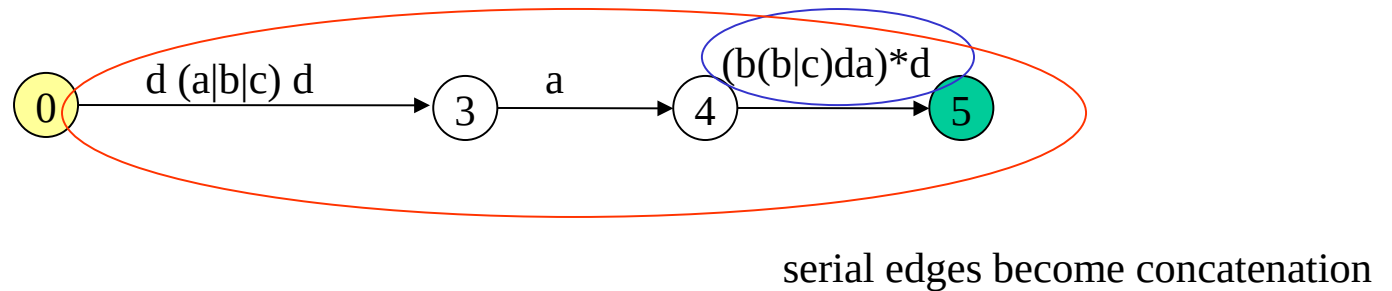 (b(b|c)da)*d
d (a|b|c) d
a
0
3
4
5
serial edges become concatenation